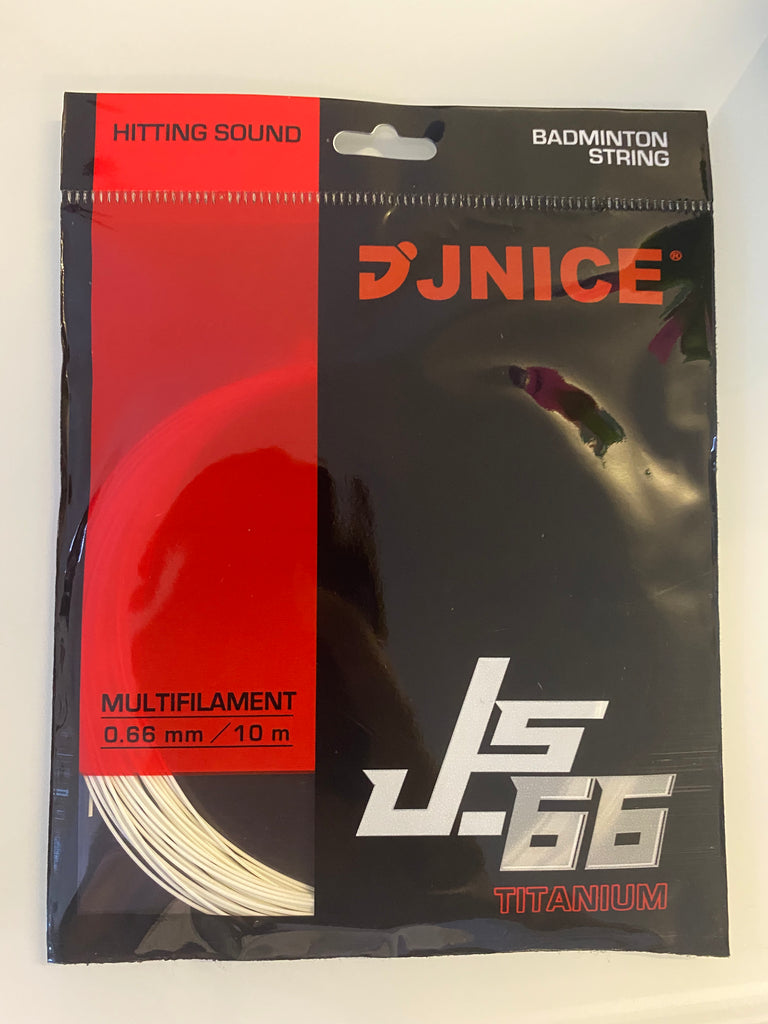 HITTING SOUND
BADMINTON
STRING
JNICE®
MULTIFILAMENT
0.66 mm / 10 m
JS-66
TITANIUM